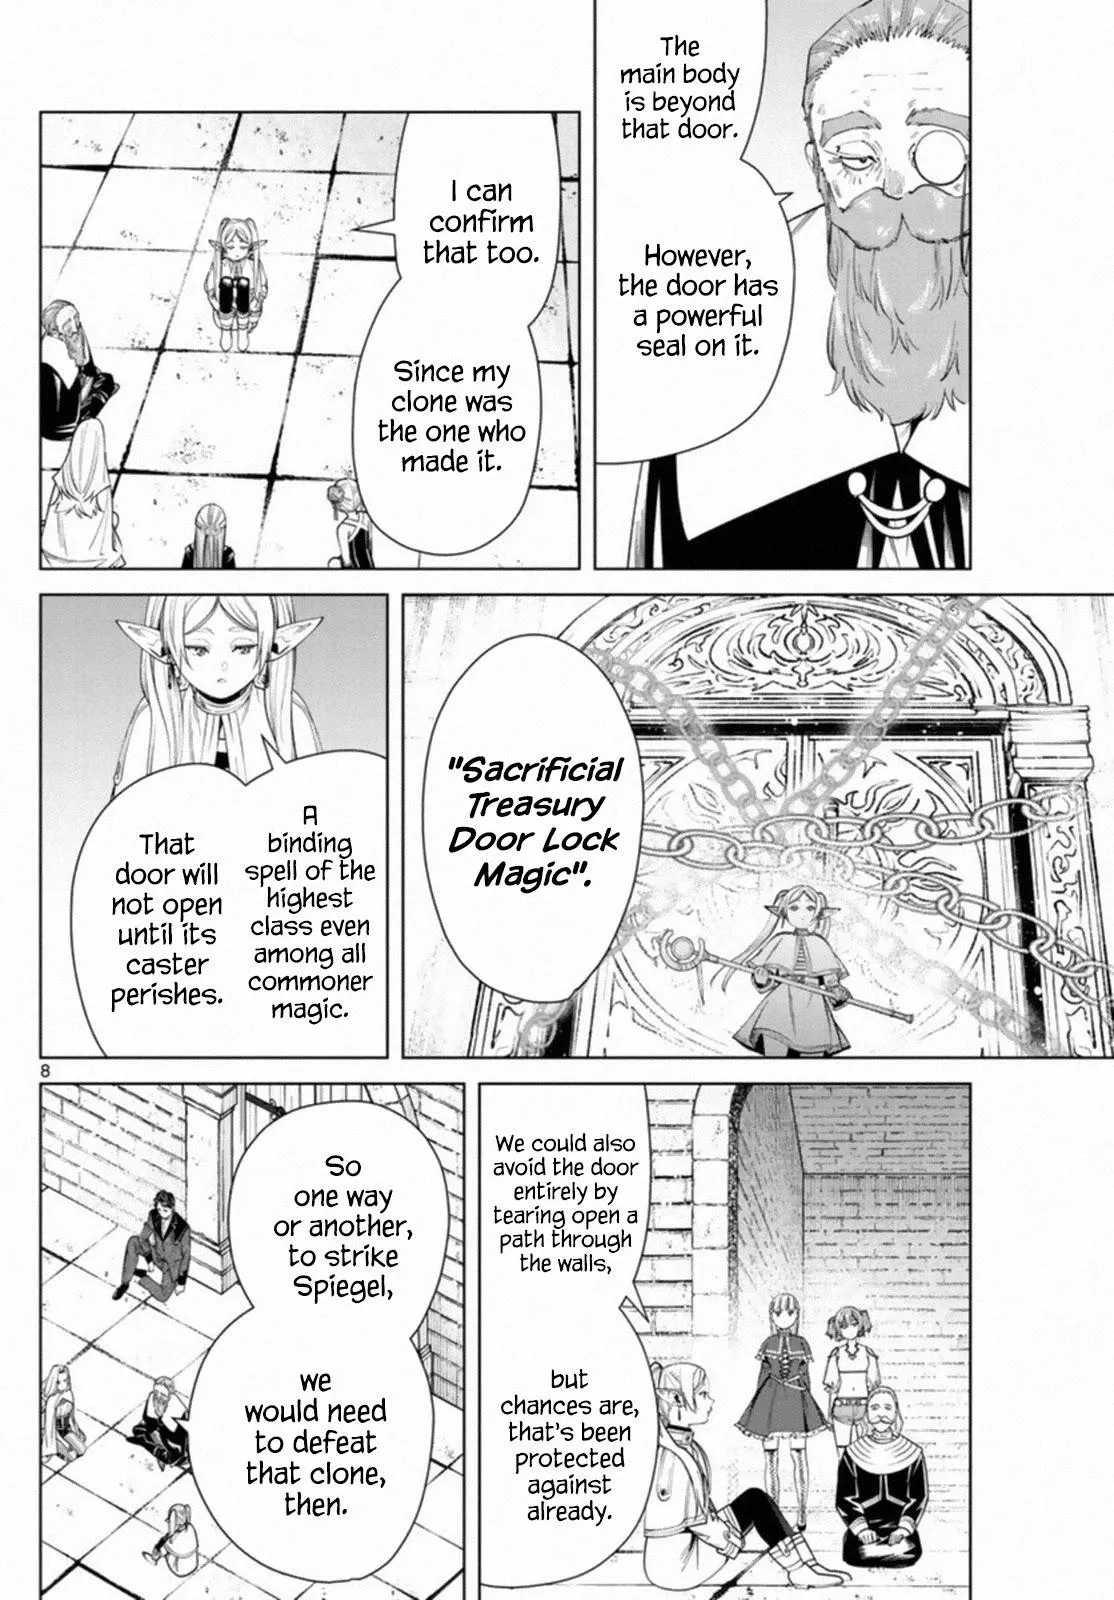 The
main body
is beyond
that door.
However,
the door has
a powerful
seal on it.
I can
confirm
that too.
Since my
clone was
the one who
made it.
"Sacrificial
Treasury
Door Lock
Magic".
A
binding
spell of the
highest
class even
among all
commoner
magic.
That
door will
not open
until its
caster
perishes.
8
We could also
avoid the door
entirely by
tearing open a
path through
the walls,
but
chances are,
that's been
protected
against
already.
So
one way
or another,
to strike
Spiegel,
we
would need
to defeat
that clone,
then.